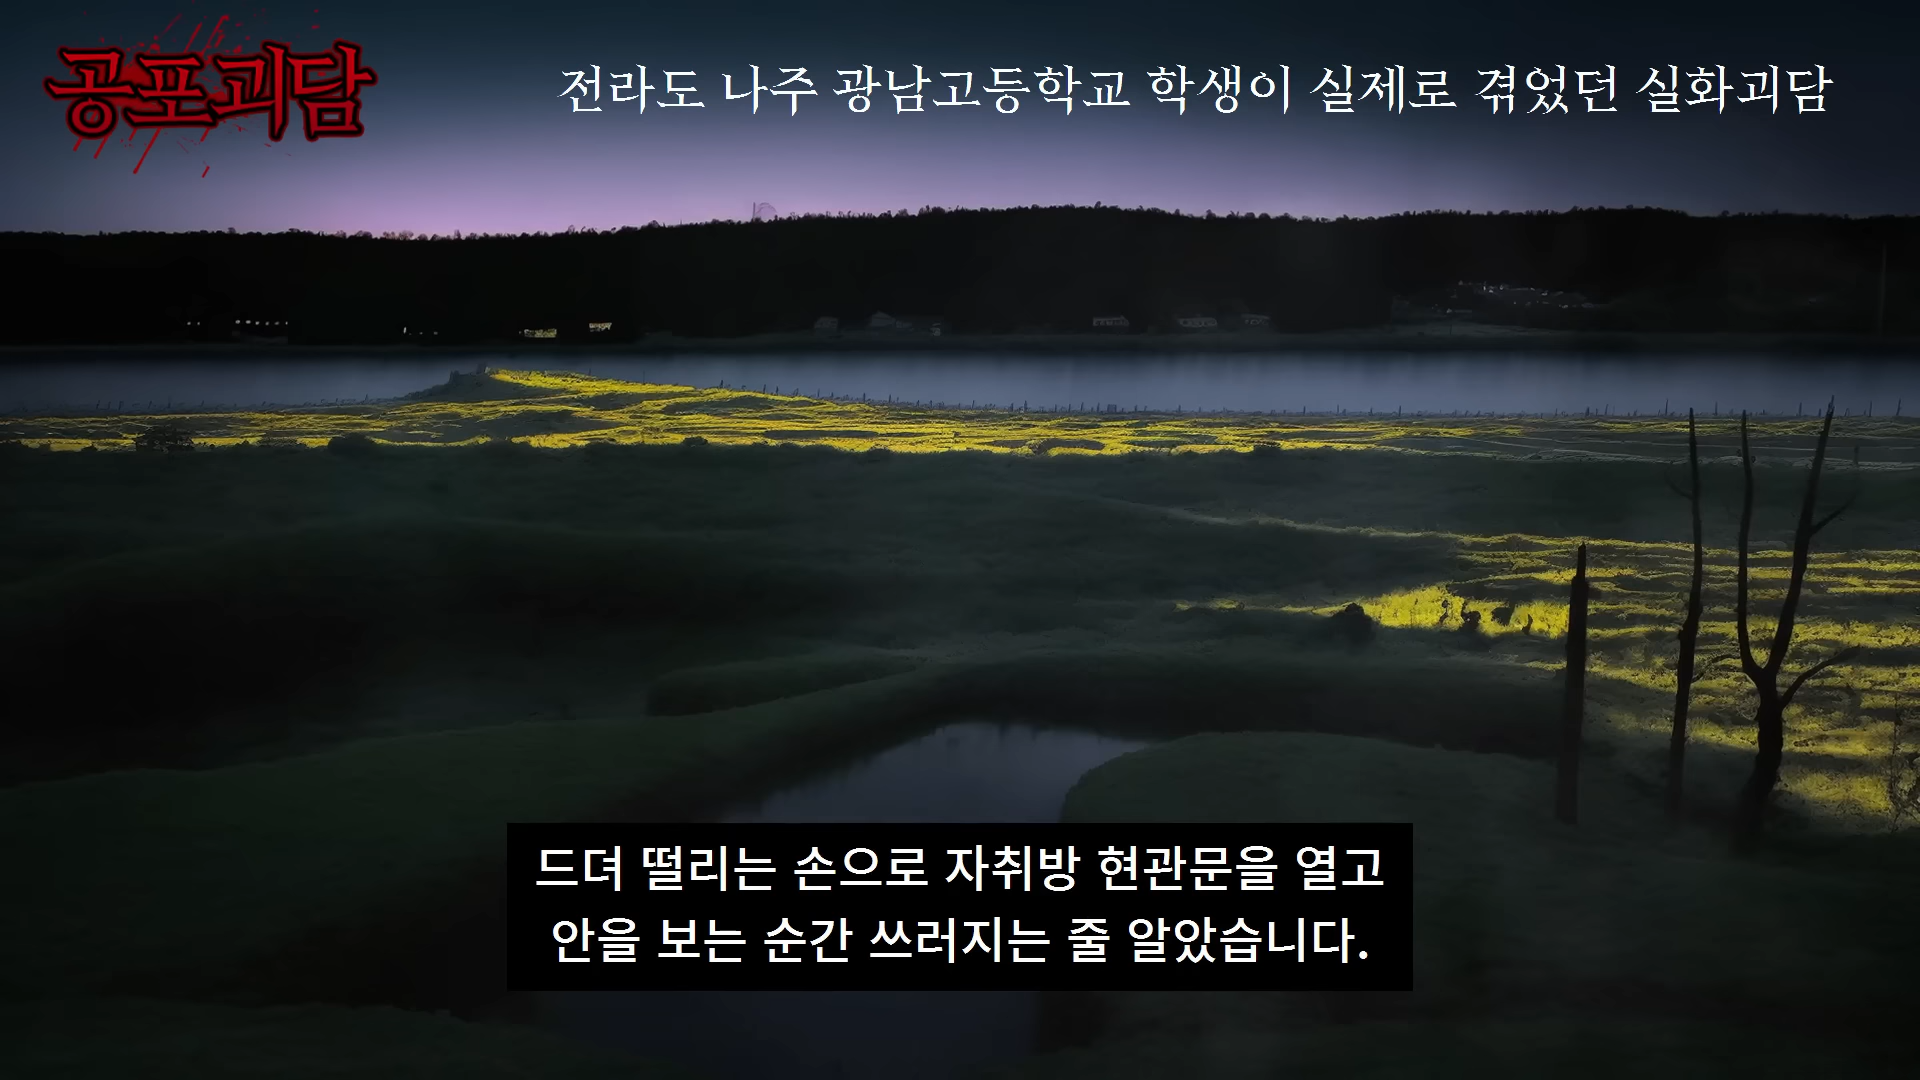 공포괴담
전라도 나주 광남고등학교 학생이 실제로 겪었던 실화괴담
드뎌 떨리는 손으로 자취방 현관문을 열고
안을 보는 순간 쓰러지는 줄 알았습니다.